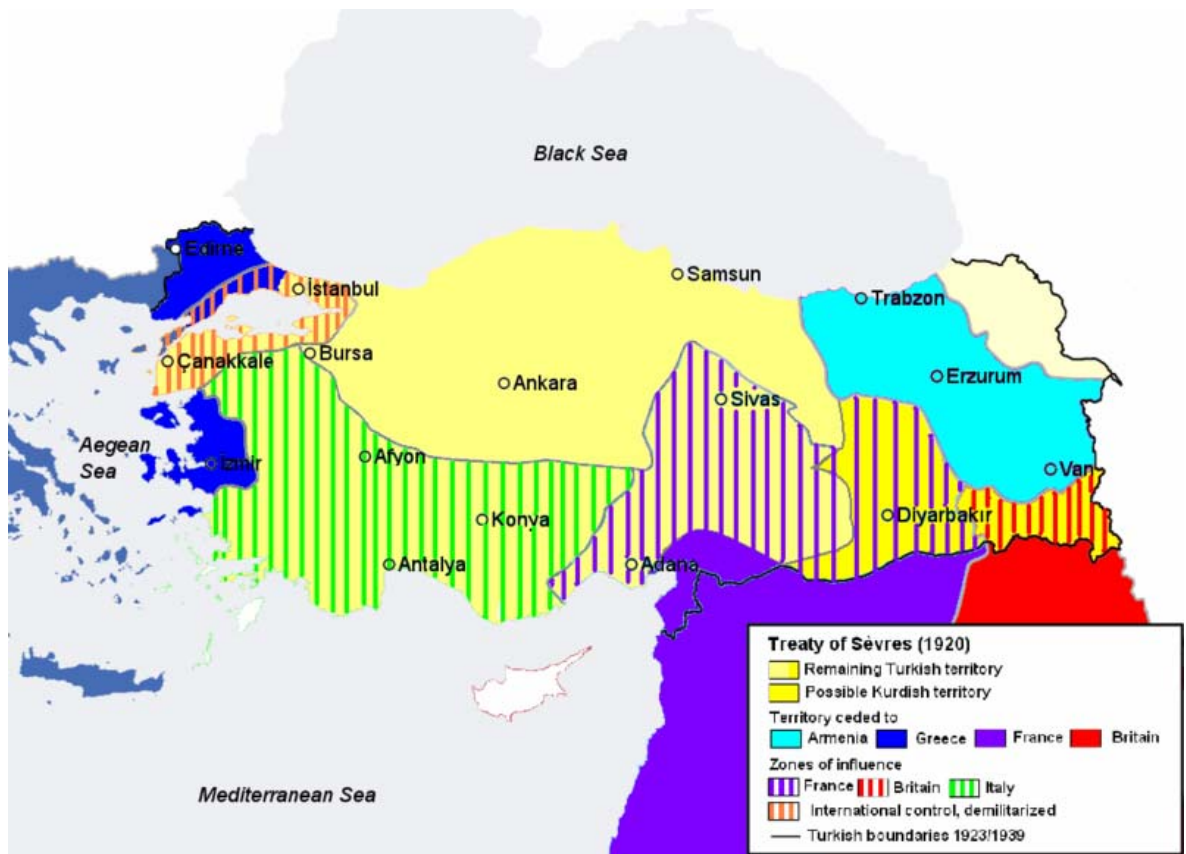 Black Sea
Edirne
İstanbul
Samsun
Trabzon
Çanakkale
Bursa
Ankara
Sivas
Erzurum
Aegean
Sea
İzmir
Afyon
Van
Konya
Diyarbakır
Antalya
Adana
Mediterranean Sea
Treaty of Sèvres (1920)
Remaining Turkish territory
Possible Kurdish territory
Territory ceded to
Armenia Greece France Britain
Zones of influence
France Britain Italy
International control, demilitarized
Turkish boundaries 1923/1939